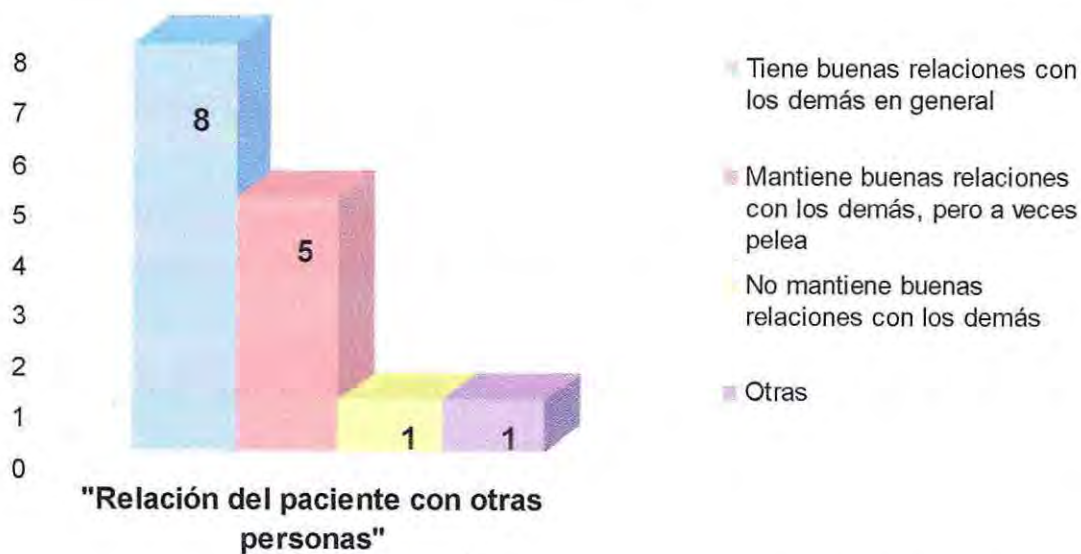 8
7
6
5
4
3
2
1
0
8
5
1
1
"Relación del paciente con otras
personas"
Tiene buenas relaciones con
los demás en general
Mantiene buenas relaciones
con los demás, pero a veces
pelea
No mantiene buenas
relaciones con los demás
Otras